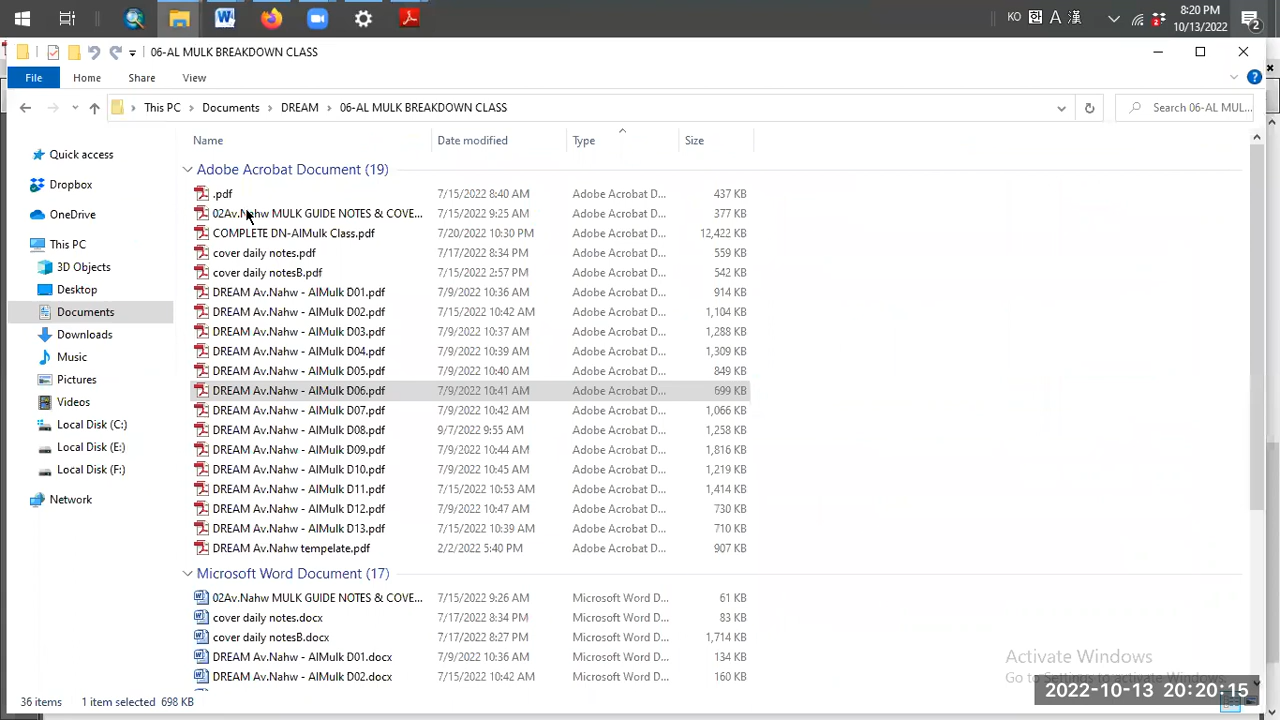 KO 한 A 漢 8:20 PM
10/13/2022 2
06-AL MULK BREAKDOWN CLASS
File Home Share View
This PC Documents DREAM 06-AL MULK BREAKDOWN CLASS Search 06-AL MUL...
Name Date modified Type Size
Quick access
Dropbox
OneDrive
This PC
3D Objects
Desktop
Documents
Downloads
Music
Pictures
Videos
Local Disk (C:)
Local Disk (E:)
Local Disk (F:)
Network
Adobe Acrobat Document (19)
.pdf 7/15/2022 8:40 AM Adobe Acrobat D... 437 KB
02Av.Nahw MULK GUIDE NOTES & COVE... 7/15/2022 9:25 AM Adobe Acrobat D... 377 KB
COMPLETE DN-AlMulk Class.pdf 7/20/2022 10:30 PM Adobe Acrobat D... 12,422 KB
cover daily notes.pdf 7/17/2022 8:34 PM Adobe Acrobat D... 559 KB
cover daily notesB.pdf 7/15/2022 2:57 PM Adobe Acrobat D... 542 KB
DREAM Av.Nahw - AlMulk D01.pdf 7/9/2022 10:36 AM Adobe Acrobat D... 914 KB
DREAM Av.Nahw - AlMulk D02.pdf 7/15/2022 10:42 AM Adobe Acrobat D... 1,104 KB
DREAM Av.Nahw - AlMulk D03.pdf 7/9/2022 10:37 AM Adobe Acrobat D... 1,288 KB
DREAM Av.Nahw - AlMulk D04.pdf 7/9/2022 10:39 AM Adobe Acrobat D... 1,309 KB
DREAM Av.Nahw - AlMulk D05.pdf 7/9/2022 10:40 AM Adobe Acrobat D... 849 KB
DREAM Av.Nahw - AlMulk D06.pdf 7/9/2022 10:41 AM Adobe Acrobat D... 699 KB
DREAM Av.Nahw - AlMulk D07.pdf 7/9/2022 10:42 AM Adobe Acrobat D... 1,066 KB
DREAM Av.Nahw - AlMulk D08.pdf 9/7/2022 9:55 AM Adobe Acrobat D... 1,258 KB
DREAM Av.Nahw - AlMulk D09.pdf 7/9/2022 10:44 AM Adobe Acrobat D... 1,816 KB
DREAM Av.Nahw - AlMulk D10.pdf 7/9/2022 10:45 AM Adobe Acrobat D... 1,219 KB
DREAM Av.Nahw - AlMulk D11.pdf 7/15/2022 10:53 AM Adobe Acrobat D... 1,414 KB
DREAM Av.Nahw - AlMulk D12.pdf 7/9/2022 10:47 AM Adobe Acrobat D... 730 KB
DREAM Av.Nahw - AlMulk D13.pdf 7/15/2022 10:39 AM Adobe Acrobat D... 710 KB
DREAM Av.Nahw tempelate.pdf 2/2/2022 5:40 PM Adobe Acrobat D... 907 KB
Microsoft Word Document (17)
02Av.Nahw MULK GUIDE NOTES & COVE... 7/15/2022 9:26 AM Microsoft Word D... 61 KB
cover daily notes.docx 7/17/2022 8:34 PM Microsoft Word D... 83 KB
cover daily notesB.docx 7/17/2022 8:27 PM Microsoft Word D... 1,714 KB
DREAM Av.Nahw - AlMulk D01.docx 7/9/2022 10:36 AM Microsoft Word D... 134 KB
DREAM Av.Nahw - AlMulk D02.docx 7/15/2022 10:42 AM Microsoft Word D... 160 KB
Activate Windows
Go to Settings to activate Windows.
2022-10-13 20:20:15
36 items 1 item selected 698 KB